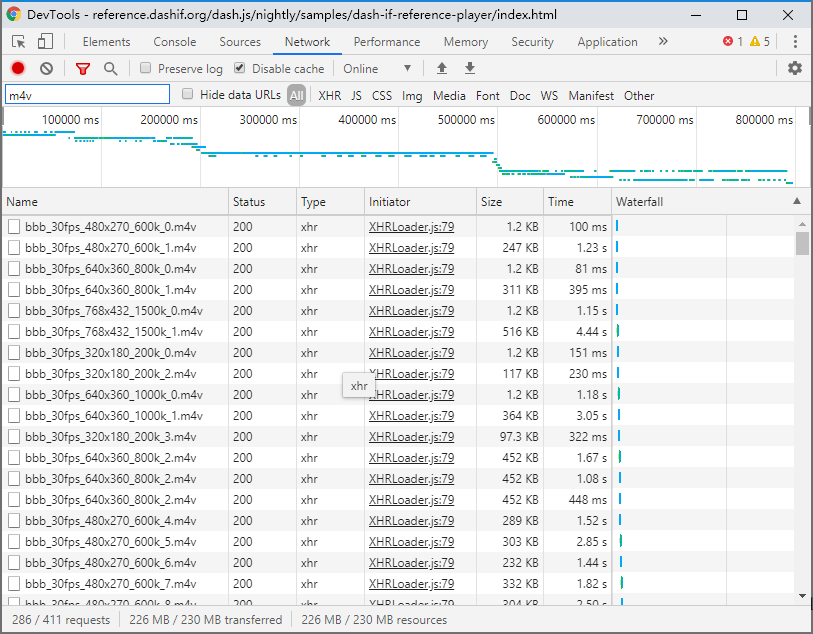 DevTools - reference.dashif.org/dash.js/nightly/samples/dash-if-reference-player/index.html
Elements Console Sources Network Performance Memory Security Application » 1 5
Preserve log Disable cache Online
m4v Hide data URLs All XHR JS CSS Img Media Font Doc WS Manifest Other
100000 ms 200000 ms 300000 ms 400000 ms 500000 ms 600000 ms 700000 ms 800000 ms
Name Status Type Initiator Size Time Waterfall
bbb_30fps_480x270_600k_0.m4v 200 xhr XHRLoader.js:79 1.2 KB 100 ms
bbb_30fps_480x270_600k_1.m4v 200 xhr XHRLoader.js:79 247 KB 1.23 s
bbb_30fps_640x360_800k_0.m4v 200 xhr XHRLoader.js:79 1.2 KB 81 ms
bbb_30fps_640x360_800k_1.m4v 200 xhr XHRLoader.js:79 311 KB 395 ms
bbb_30fps_768x432_1500k_0.m4v 200 xhr XHRLoader.js:79 1.2 KB 1.15 s
bbb_30fps_768x432_1500k_1.m4v 200 xhr XHRLoader.js:79 516 KB 4.44 s
bbb_30fps_320x180_200k_0.m4v 200 xhr XHRLoader.js:79 1.2 KB 151 ms
bbb_30fps_320x180_200k_2.m4v 200 xhr XHRLoader.js:79 117 KB 230 ms
xhr
bbb_30fps_640x360_1000k_0.m4v 200 xhr XHRLoader.js:79 1.2 KB 1.18 s
bbb_30fps_640x360_1000k_1.m4v 200 xhr XHRLoader.js:79 364 KB 3.05 s
bbb_30fps_320x180_200k_3.m4v 200 xhr XHRLoader.js:79 97.3 KB 322 ms
bbb_30fps_640x360_800k_2.m4v 200 xhr XHRLoader.js:79 452 KB 1.67 s
bbb_30fps_640x360_800k_2.m4v 200 xhr XHRLoader.js:79 452 KB 1.08 s
bbb_30fps_640x360_800k_2.m4v 200 xhr XHRLoader.js:79 452 KB 448 ms
bbb_30fps_480x270_600k_4.m4v 200 xhr XHRLoader.js:79 289 KB 1.52 s
bbb_30fps_480x270_600k_5.m4v 200 xhr XHRLoader.js:79 303 KB 2.85 s
bbb_30fps_480x270_600k_6.m4v 200 xhr XHRLoader.js:79 232 KB 1.44 s
bbb_30fps_480x270_600k_7.m4v 200 xhr XHRLoader.js:79 332 KB 1.82 s
bbb_30fps_480x270_600k_8.m4v 200 xhr XHRLoader.js:79 304 KB 2.50 s
286 / 411 requests 226 MB / 230 MB transferred 226 MB / 230 MB resources